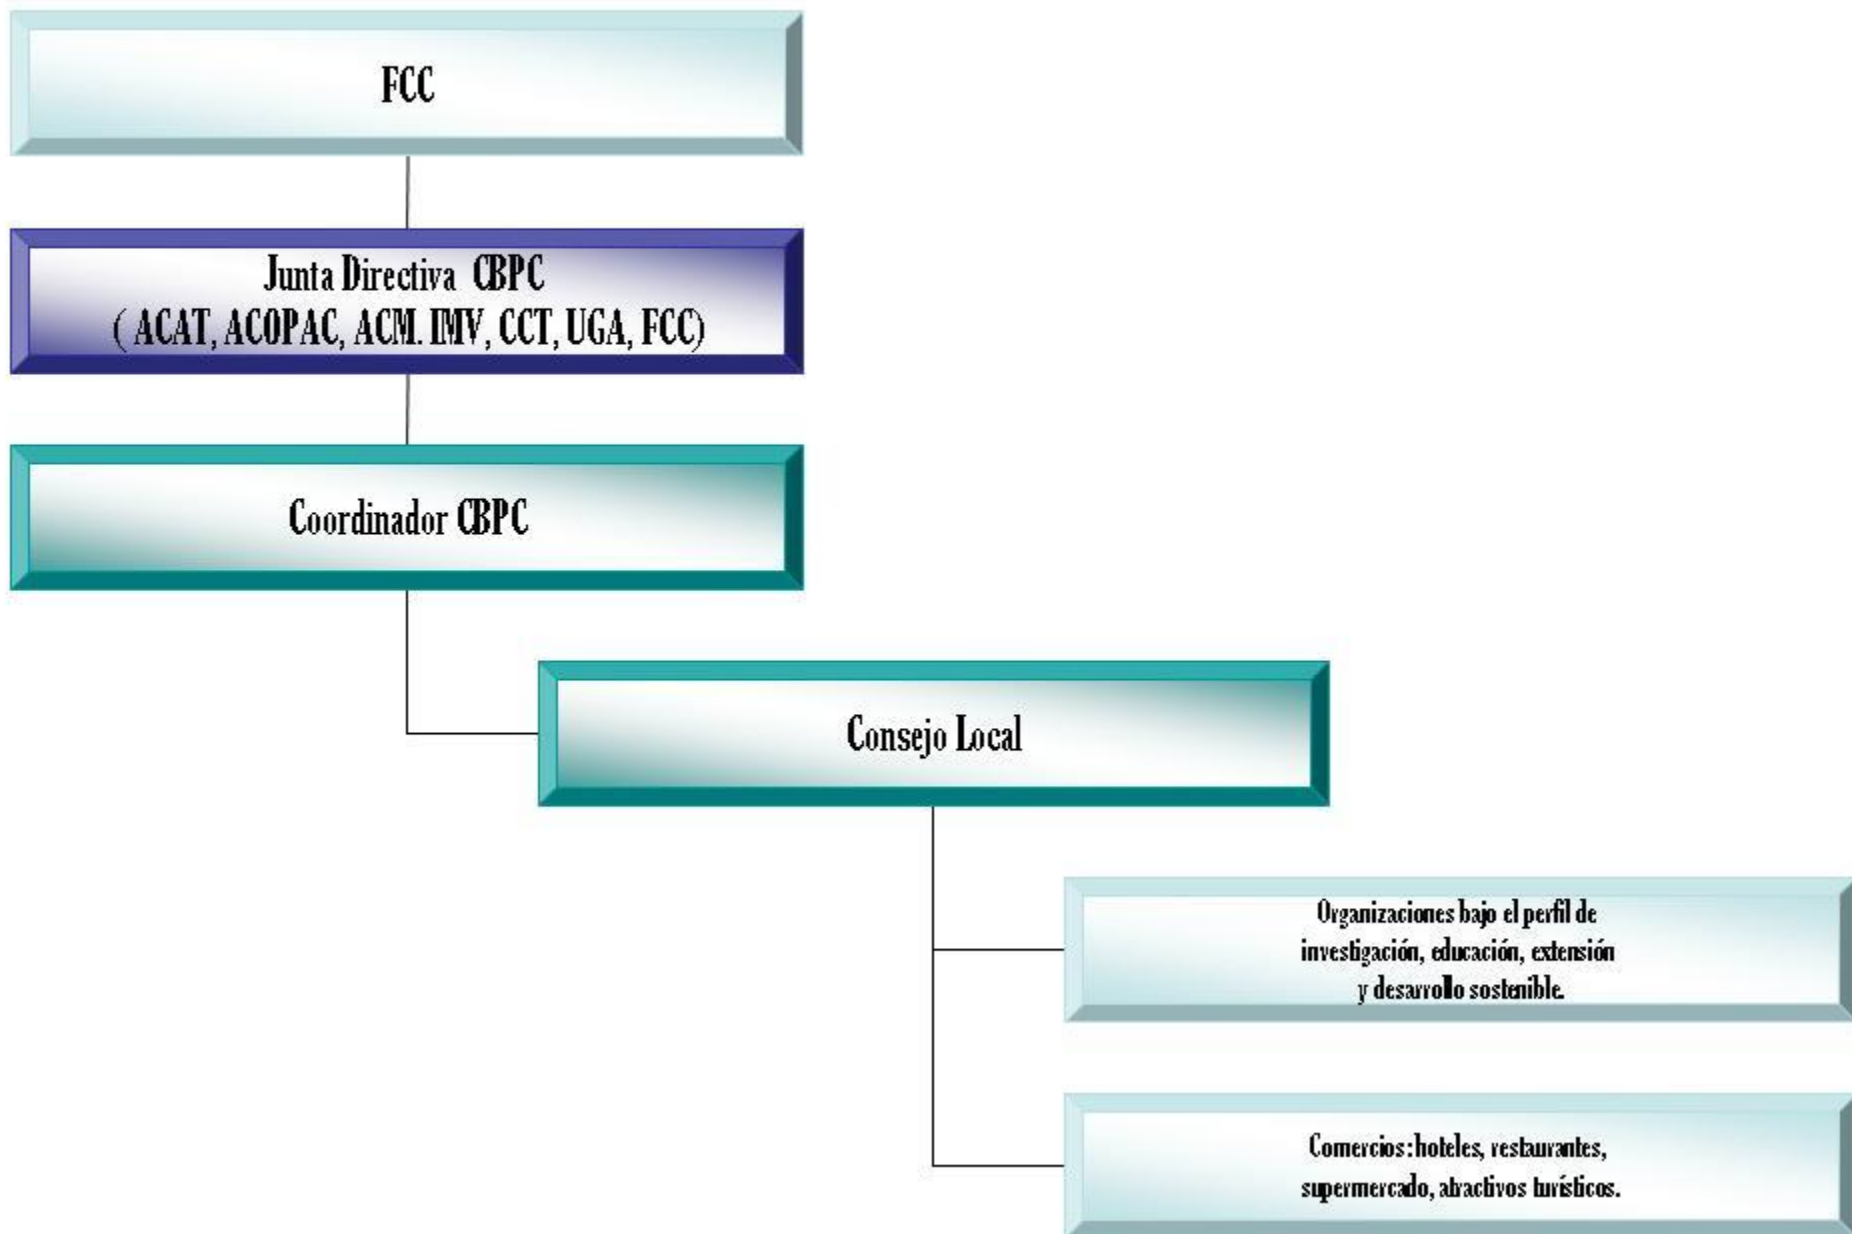 FCC
Junta Directiva CBPC
( ACAT, ACOPAC, ACM. IMV, CCT, UGA, FCC)
Coordinador CBPC
Consejo Local
Organizaciones bajo el perfil de
investigación, educación, extensión
y desarrollo sostenible.
Comercios: hoteles, restaurantes,
supermercado, atractivos turísticos.